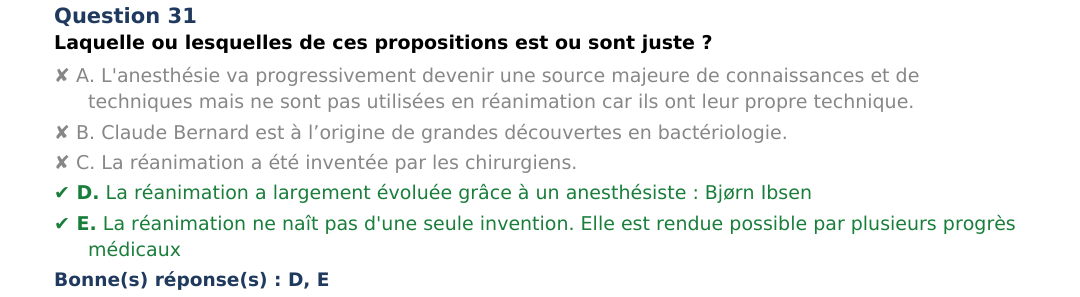 Question 31
Laquelle ou lesquelles de ces propositions est ou sont juste ?
✘ A. L'anesthésie va progressivement devenir une source majeure de connaissances et de
techniques mais ne sont pas utilisées en réanimation car ils ont leur propre technique.
✘ B. Claude Bernard est à l’origine de grandes découvertes en bactériologie.
✘ C. La réanimation a été inventée par les chirurgiens.
✔ D. La réanimation a largement évoluée grâce à un anesthésiste : Bjørn Ibsen
✔ E. La réanimation ne naît pas d'une seule invention. Elle est rendue possible par plusieurs progrès
médicaux
Bonne(s) réponse(s) : D, E